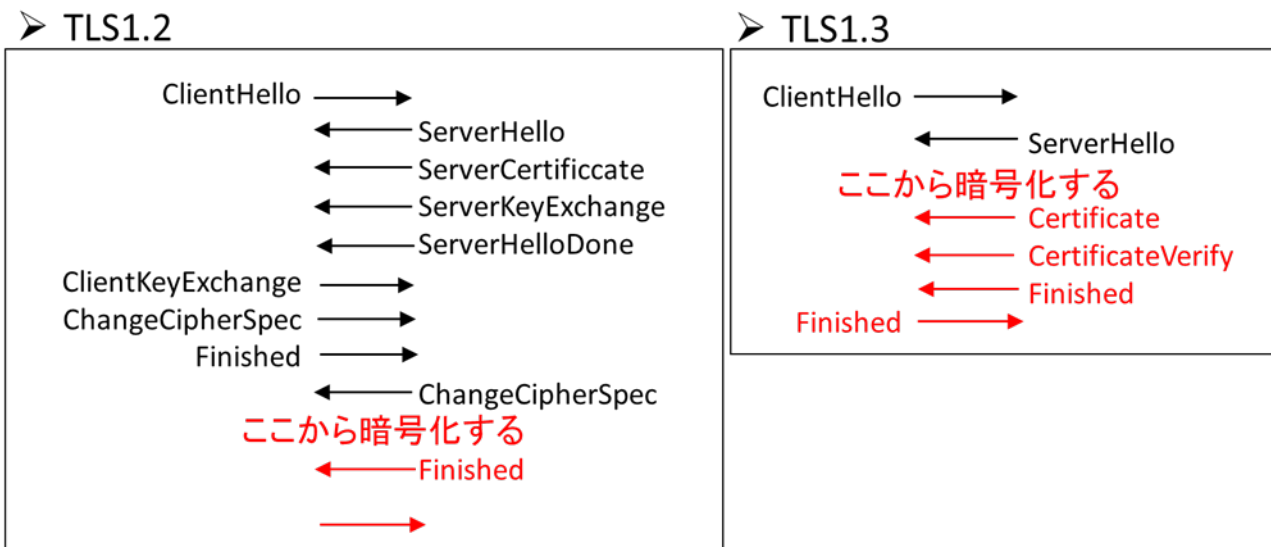 ➢ TLS1.2
ClientHello
ServerHello
ServerCertificcate
ServerKeyExchange
ServerHelloDone
ClientKeyExchange
ChangeCipherSpec
Finished
ChangeCipherSpec
ここから暗号化する
Finished
➢ TLS1.3
ClientHello
ServerHello
ここから暗号化する
Certificate
CertificateVerify
Finished
Finished